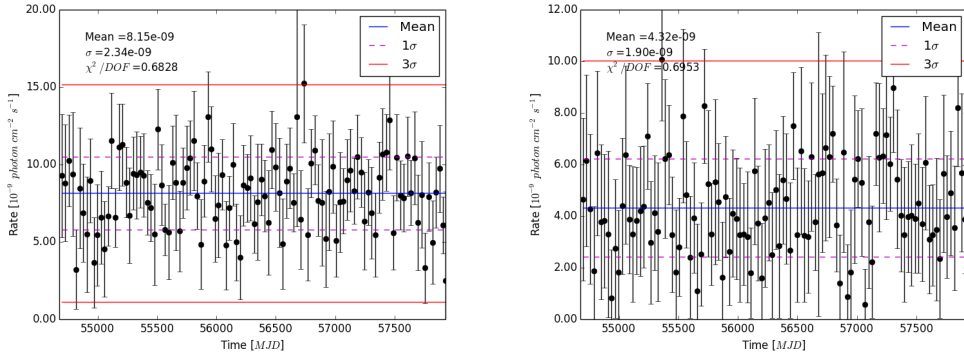 20.00
15.00
10.00
5.00
0.00
Rate [10⁻⁹ photon cm⁻² s⁻¹]
Mean =8.15e-09
σ =2.34e-09
χ² /DOF =0.6828
Mean
1σ
3σ
55000 55500 56000 56500 57000 57500
Time [MJD]
12.00
10.00
8.00
6.00
4.00
2.00
0.00
Rate [10⁻⁹ photon cm⁻² s⁻¹]
Mean =4.32e-09
σ =1.90e-09
χ² /DOF =0.6953
Mean
1σ
3σ
55000 55500 56000 56500 57000 57500
Time [MJD]